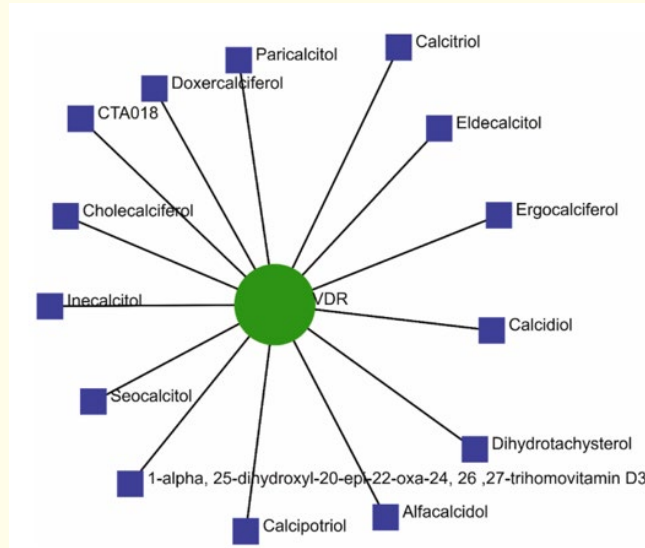 Calcitriol
Paricalcitol
Doxercalciferol
CTA018
Eldecalcitol
Cholecalciferol
Ergocalciferol
Inecalcitol
VDR
Calcidiol
Seocalcitol
Dihydrotachysterol
1-alpha, 25-dihydroxyl-20-epi-22-oxa-24, 26 ,27-trihomovitamin D3
Alfacalcidol
Calcipotriol